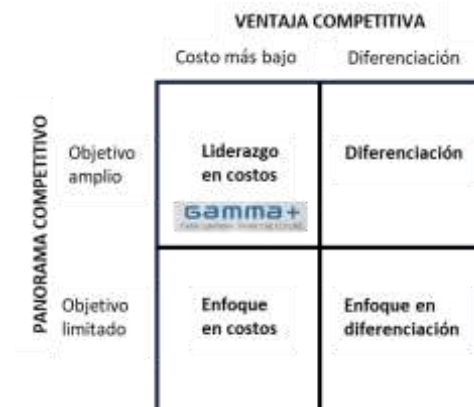 VENTAJA COMPETITIVA
Costo más bajo
Diferenciación
PANORAMA COMPETITIVO
Objetivo
amplio
Liderazgo
en costos
Diferenciación
Gamma+
Objetivo
limitado
Enfoque
en costos
Enfoque en
diferenciación